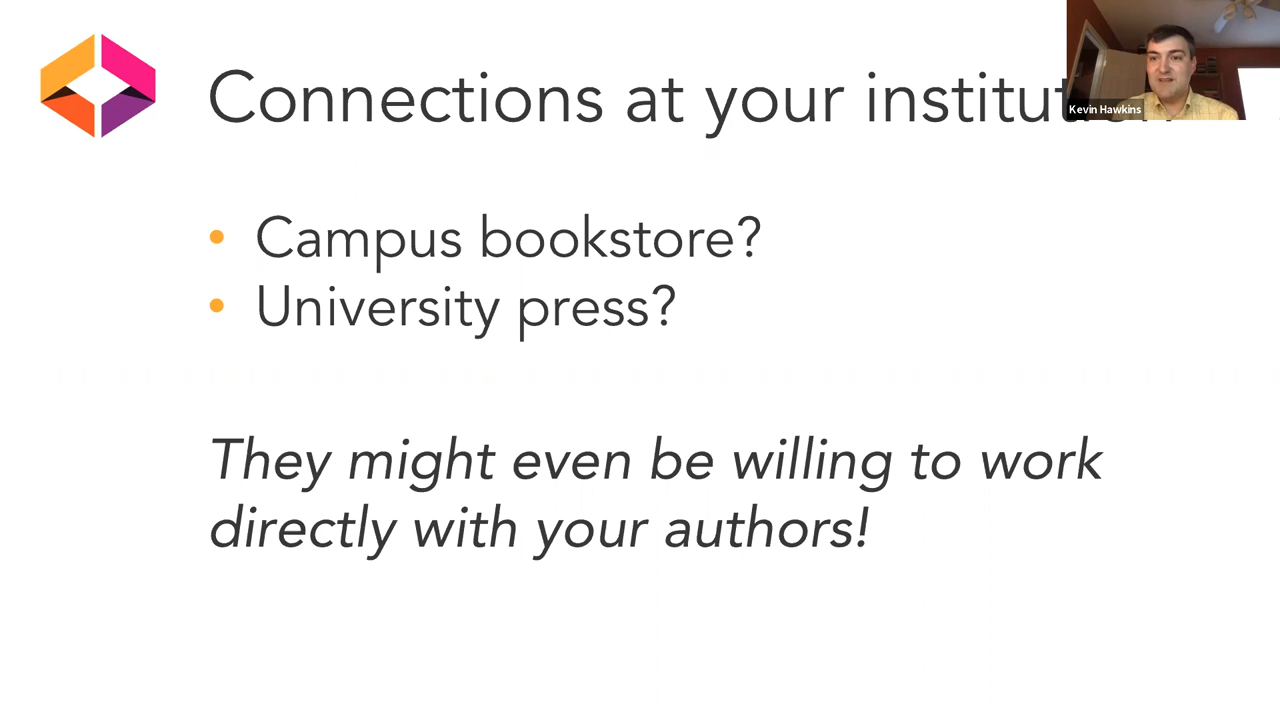 Connections at your institut
Kevin Hawkins
• Campus bookstore?
• University press?
They might even be willing to work
directly with your authors!